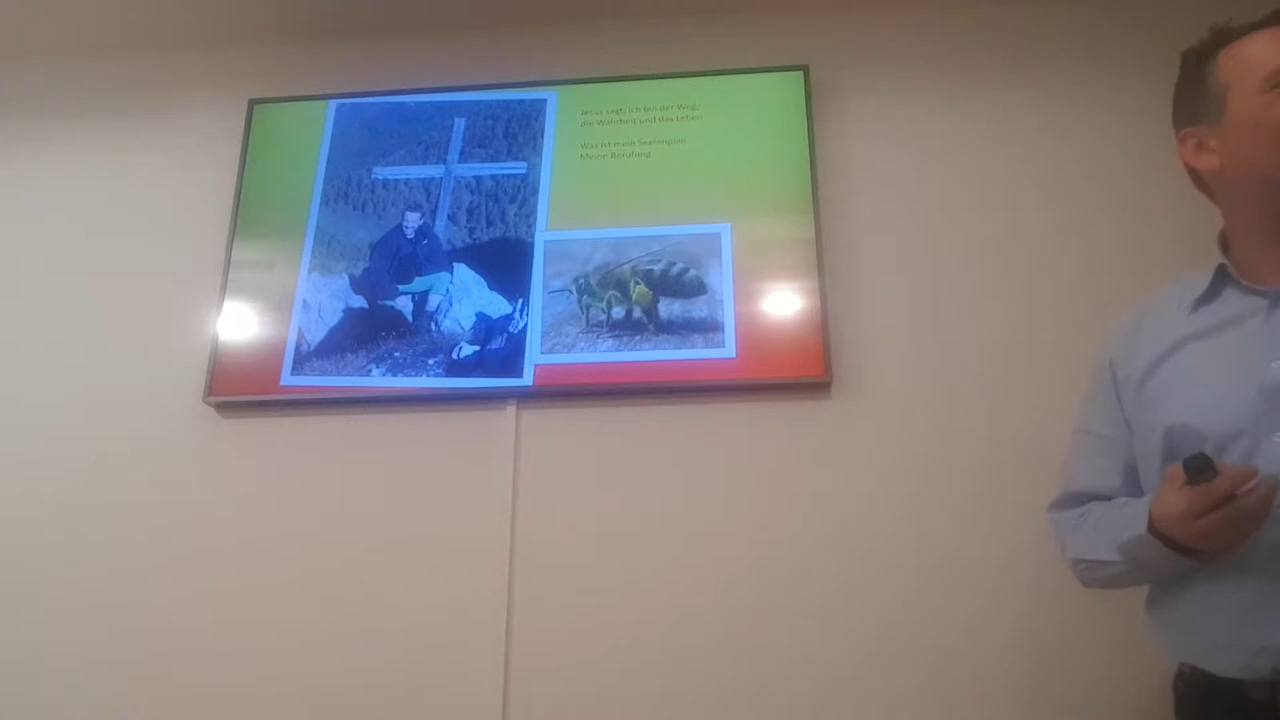 Jesus sagt: Ich bin der Weg,
die Wahrheit und das Leben
Was ist mein Seelenplan
Meine Berufung